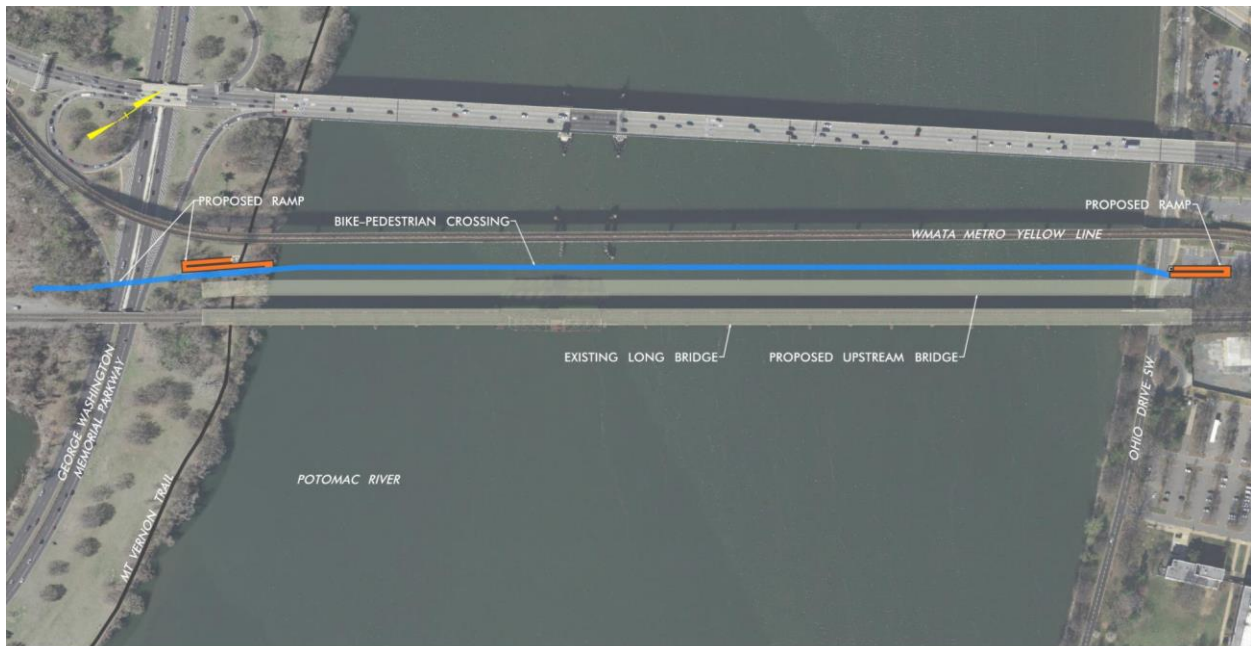 PROPOSED RAMP
PROPOSED RAMP
BIKE–PEDESTRIAN CROSSING
WMATA METRO YELLOW LINE
EXISTING LONG BRIDGE
PROPOSED UPSTREAM BRIDGE
GEORGE WASHINGTON
MEMORIAL PARKWAY
MT VERNON TRAIL
POTOMAC RIVER
OHIO DRIVE SW